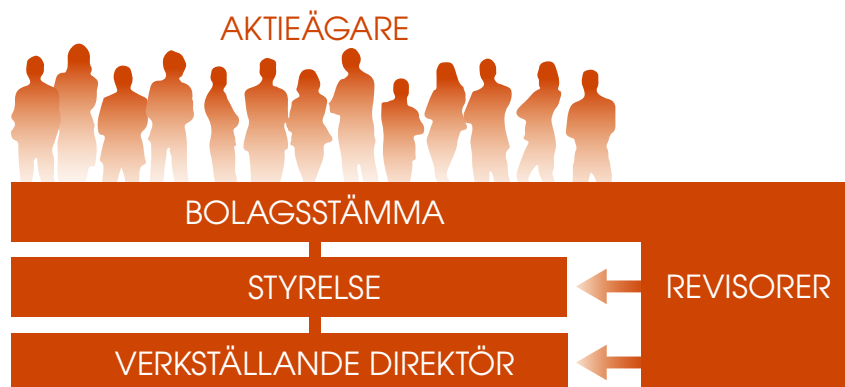 AKTIEÄGARE
BOLAGSSTÄMMA
STYRELSE
REVISORER
VERKSTÄLLANDE DIREKTÖR